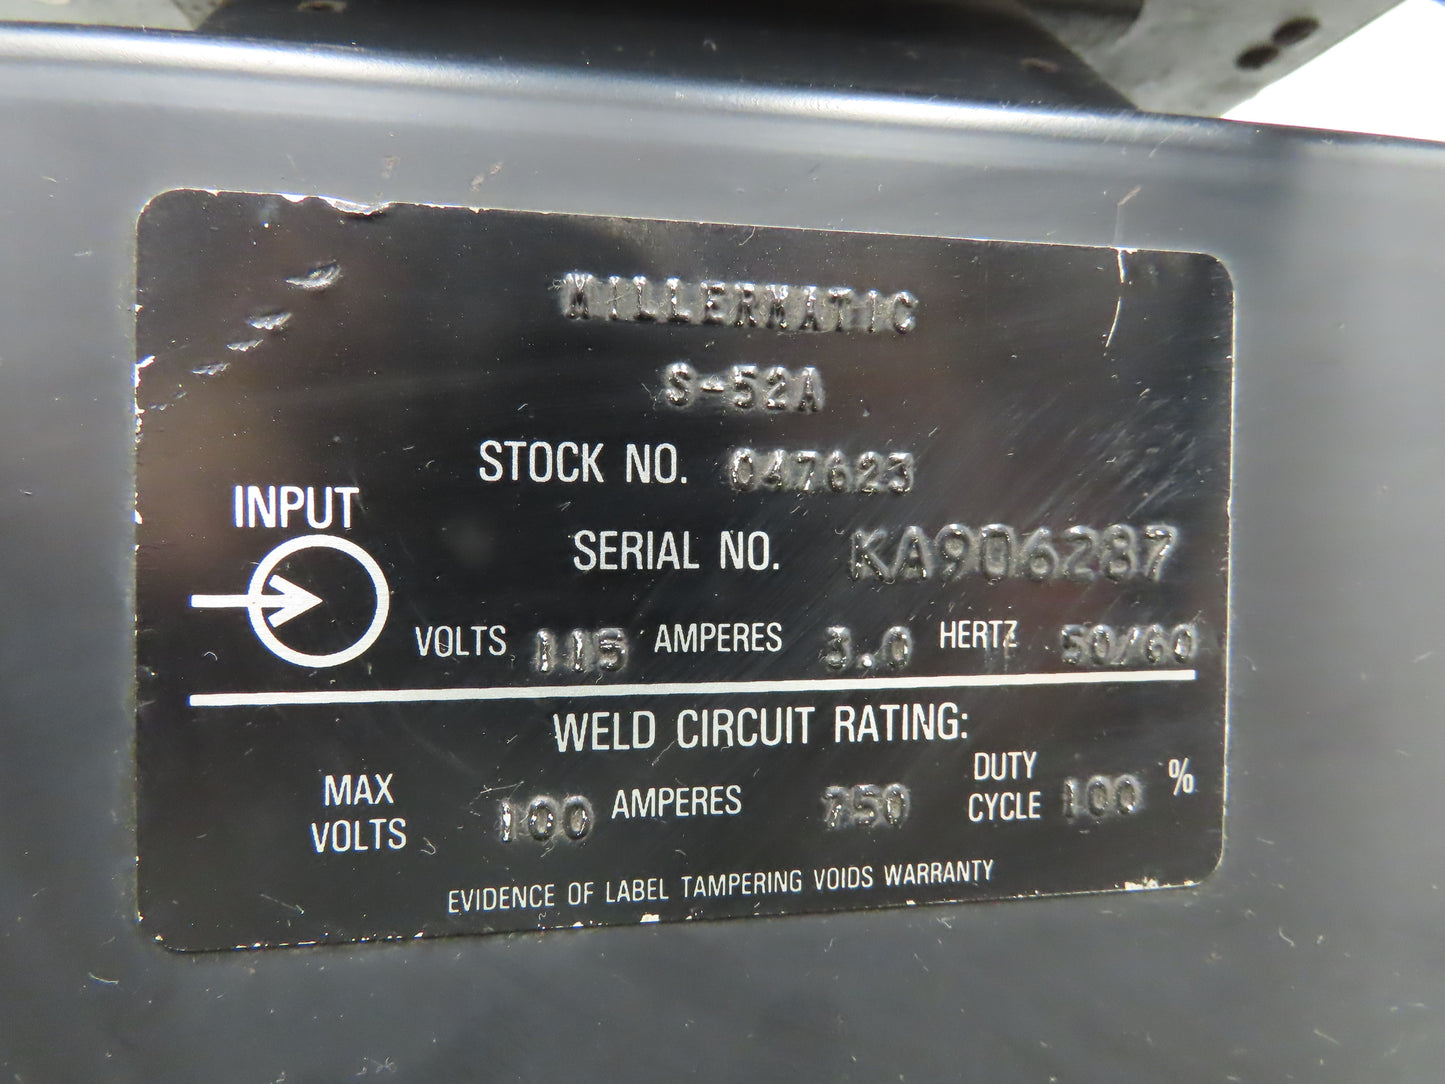 MILLERMATIC
S-52A
STOCK NO. 047623
INPUT
SERIAL NO. KA906287
VOLTS 115 AMPERES 3.0 HERTZ 50/60
WELD CIRCUIT RATING:
MAX VOLTS 100 AMPERES 750 DUTY CYCLE 100 %
EVIDENCE OF LABEL TAMPERING VOIDS WARRANTY